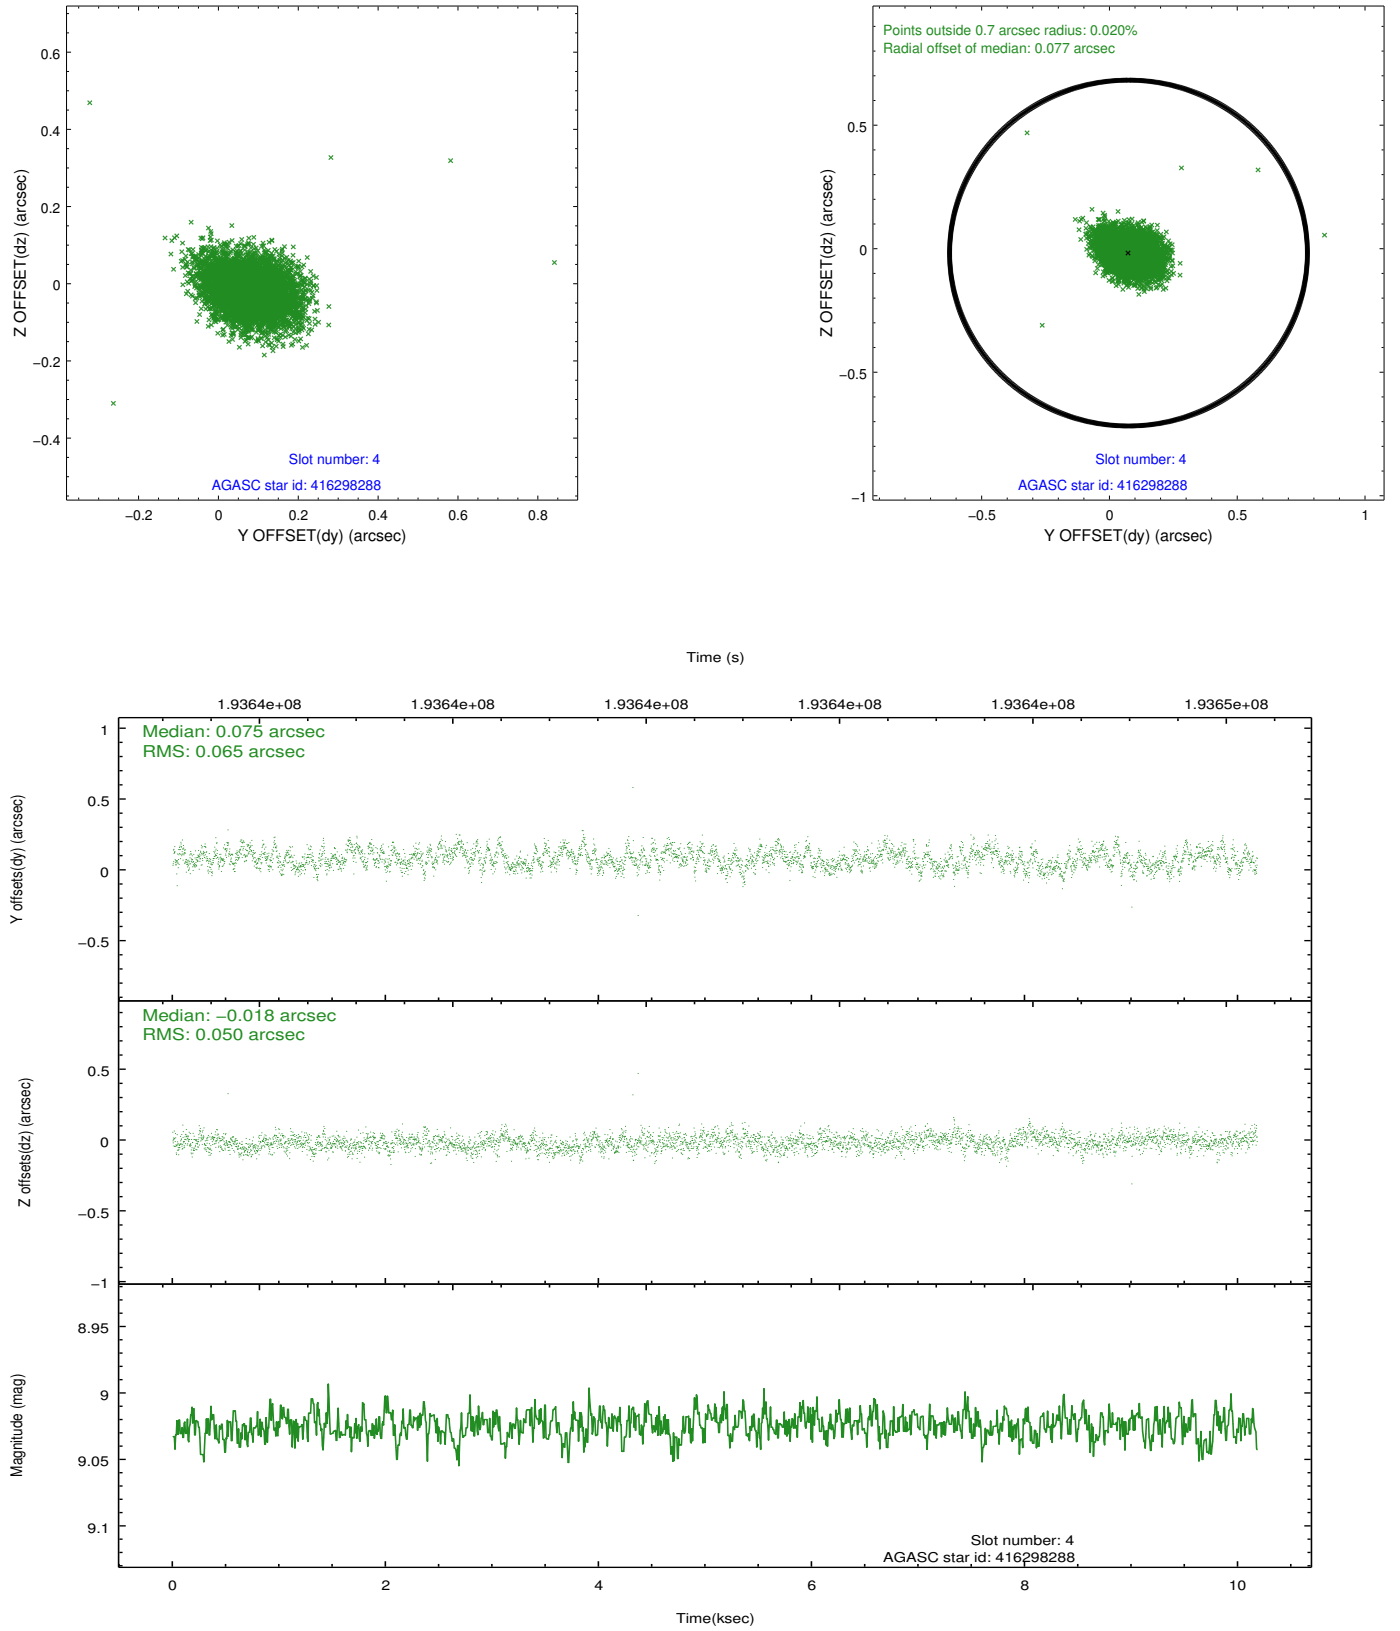 0.6
0.4
0.2
0
−0.2
−0.4
Z OFFSET(dz) (arcsec)
Slot number: 4
AGASC star id: 416298288
−0.2 0 0.2 0.4 0.6 0.8
Y OFFSET(dy) (arcsec)
Points outside 0.7 arcsec radius: 0.020%
Radial offset of median: 0.077 arcsec
0.5
0
−0.5
−1
Z OFFSET(dz) (arcsec)
Slot number: 4
AGASC star id: 416298288
−0.5 0 0.5 1
Y OFFSET(dy) (arcsec)
Time (s)
1.9364e+08 1.9364e+08 1.9364e+08 1.9364e+08 1.9364e+08 1.9365e+08
Median: 0.075 arcsec
RMS: 0.065 arcsec
1
0.5
0
−0.5
Y offsets(dy) (arcsec)
Median: −0.018 arcsec
RMS: 0.050 arcsec
0.5
0
−0.5
−1
Z offsets(dz) (arcsec)
8.95
9
9.05
9.1
Magnitude (mag)
Slot number: 4
AGASC star id: 416298288
0 2 4 6 8 10
Time(ksec)